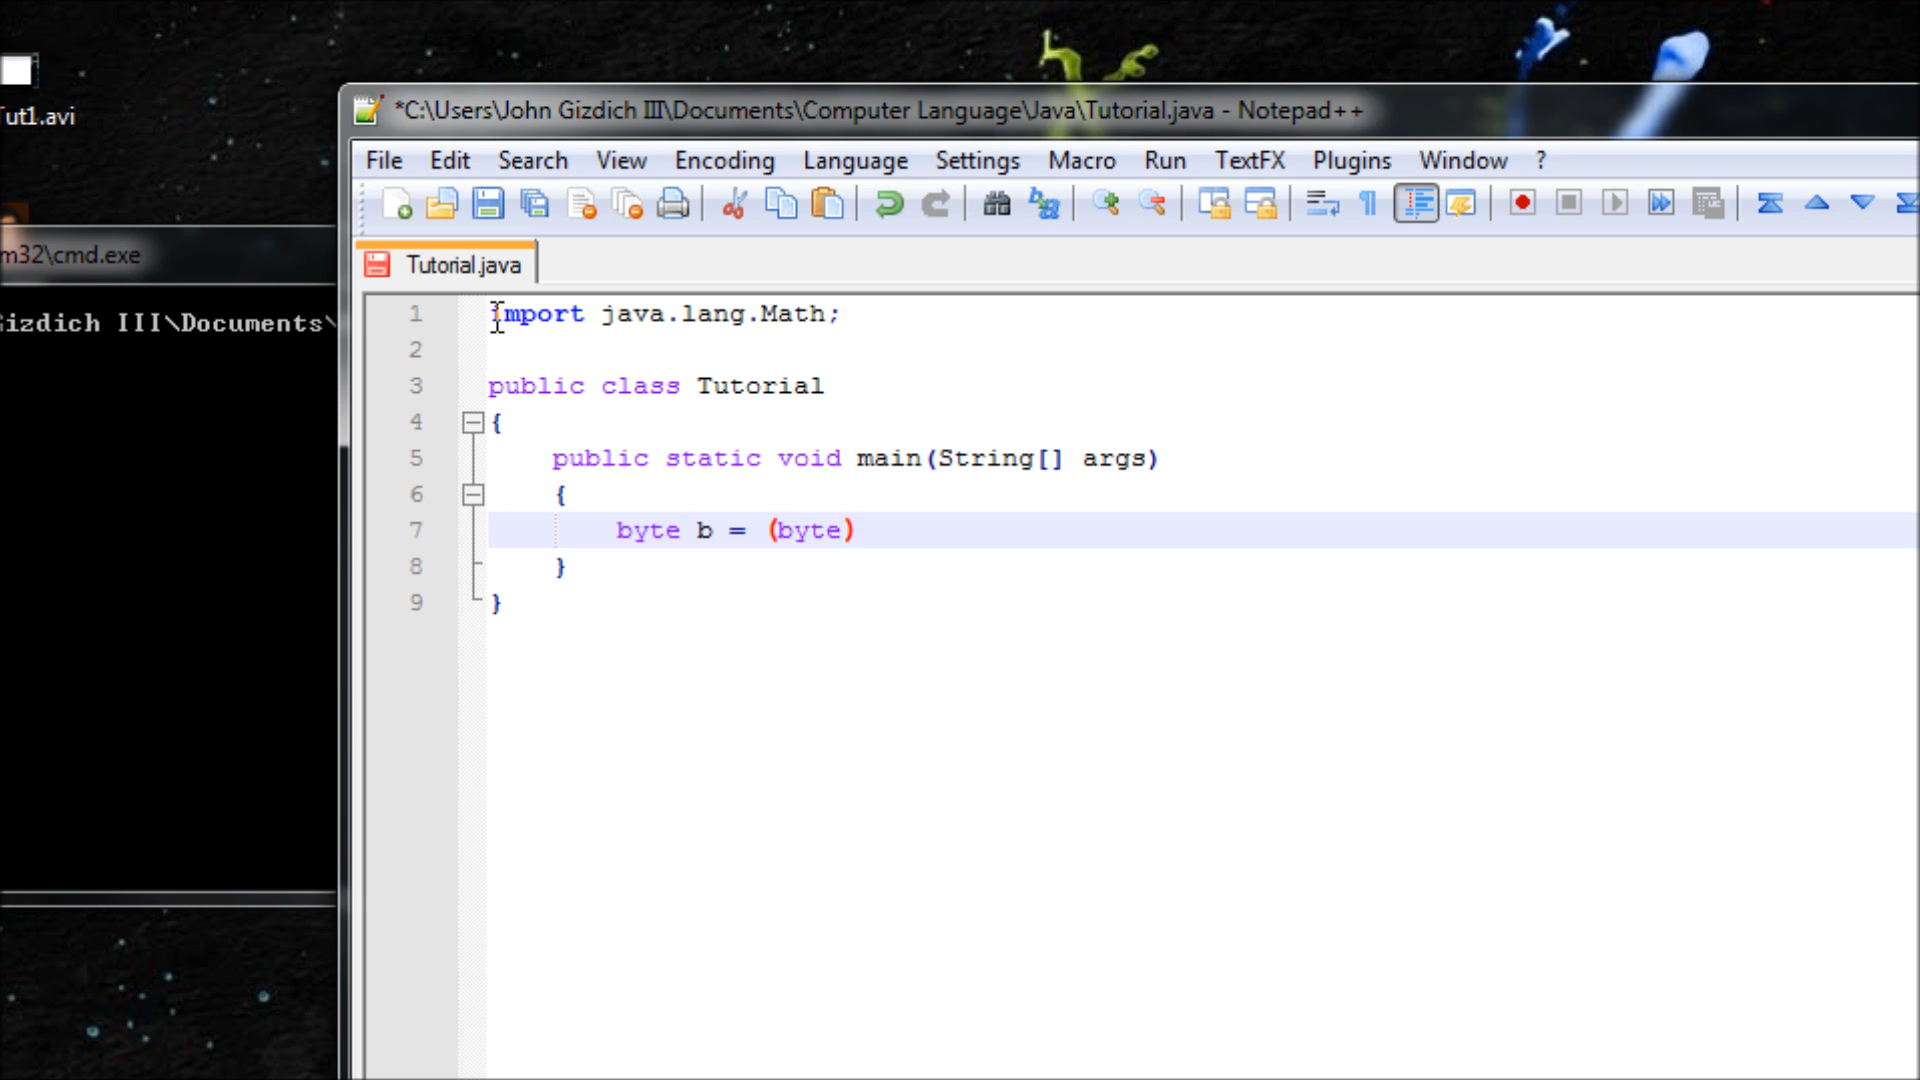 Tut1.avi
*C:\Users\John Gizdich III\Documents\Computer Language\Java\Tutorial.java - Notepad++
File Edit Search View Encoding Language Settings Macro Run TextFX Plugins Window ?
m32\cmd.exe
Tutorial.java
Gizdich III\Documents\
1 import java.lang.Math;
2
3 public class Tutorial
4 {
5 public static void main(String[] args)
6 {
7 byte b = (byte)
8 }
9 }